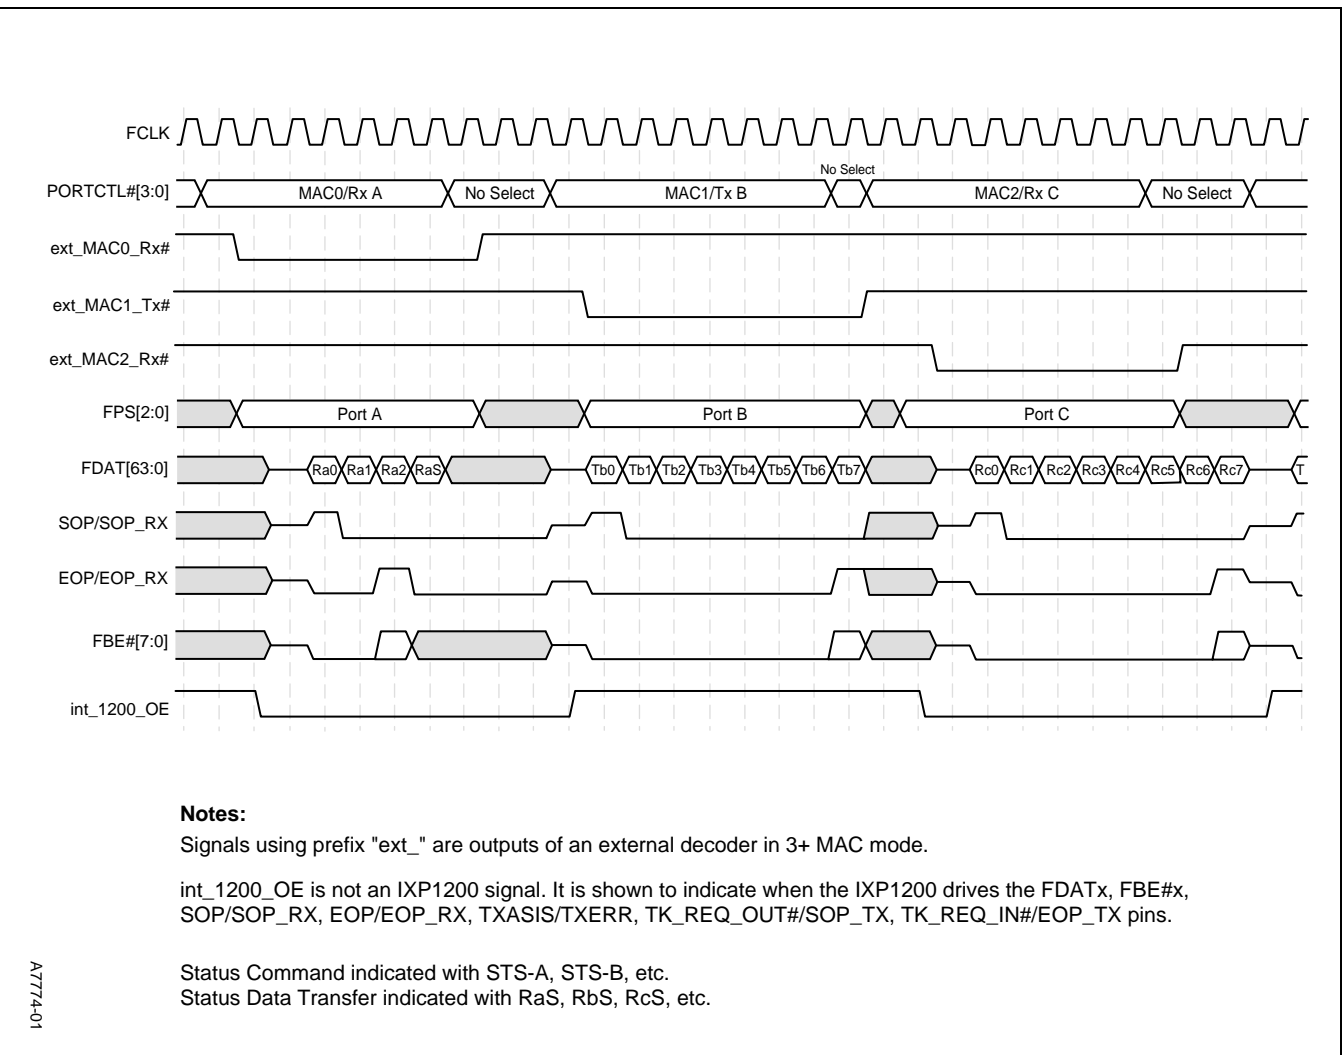 FCLK
No Select
PORTCTL#[3:0] MAC0/Rx A No Select MAC1/Tx B MAC2/Rx C No Select
ext_MAC0_Rx#
ext_MAC1_Tx#
ext_MAC2_Rx#
FPS[2:0] Port A Port B Port C
FDAT[63:0] Ra0 Ra1 Ra2 RaS Tb0 Tb1 Tb2 Tb3 Tb4 Tb5 Tb6 Tb7 Rc0 Rc1 Rc2 Rc3 Rc4 Rc5 Rc6 Rc7 T
SOP/SOP_RX
EOP/EOP_RX
FBE#[7:0]
int_1200_OE
Notes:
Signals using prefix "ext_" are outputs of an external decoder in 3+ MAC mode.
int_1200_OE is not an IXP1200 signal. It is shown to indicate when the IXP1200 drives the FDATx, FBE#x,
SOP/SOP_RX, EOP/EOP_RX, TXASIS/TXERR, TK_REQ_OUT#/SOP_TX, TK_REQ_IN#/EOP_TX pins.
Status Command indicated with STS-A, STS-B, etc.
Status Data Transfer indicated with RaS, RbS, RcS, etc.
A7774-01